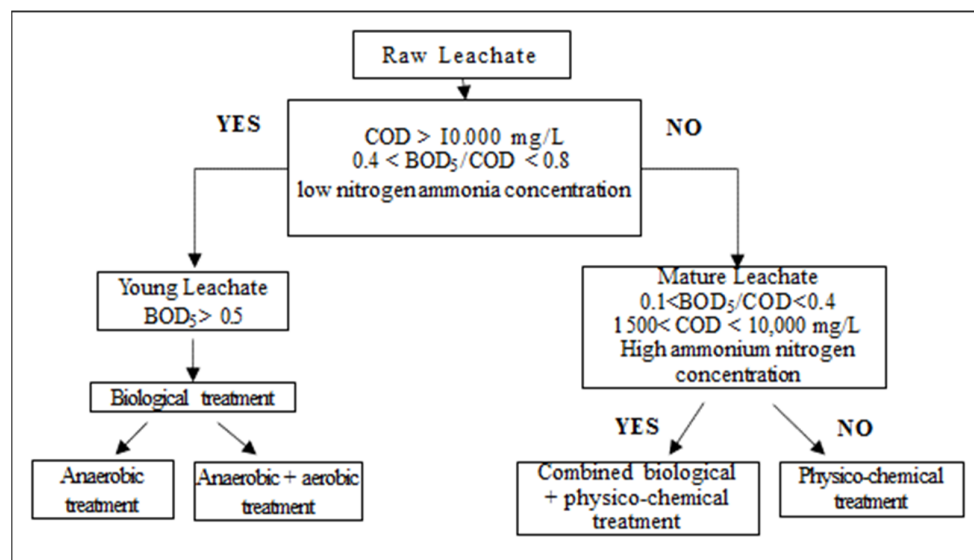 Raw Leachate
YES
NO
COD > 10.000 mg/L
0.4 < BOD₅/COD < 0.8
low nitrogen ammonia concentration
Young Leachate
BOD₅> 0.5
Mature Leachate
0.1<BOD₅/COD<0.4
1500< COD < 10,000 mg/L
High ammonium nitrogen
concentration
Biological treatment
YES
NO
Anaerobic
treatment
Anaerobic + aerobic
treatment
Combined biological
+ physico-chemical
treatment
Physico-chemical
treatment